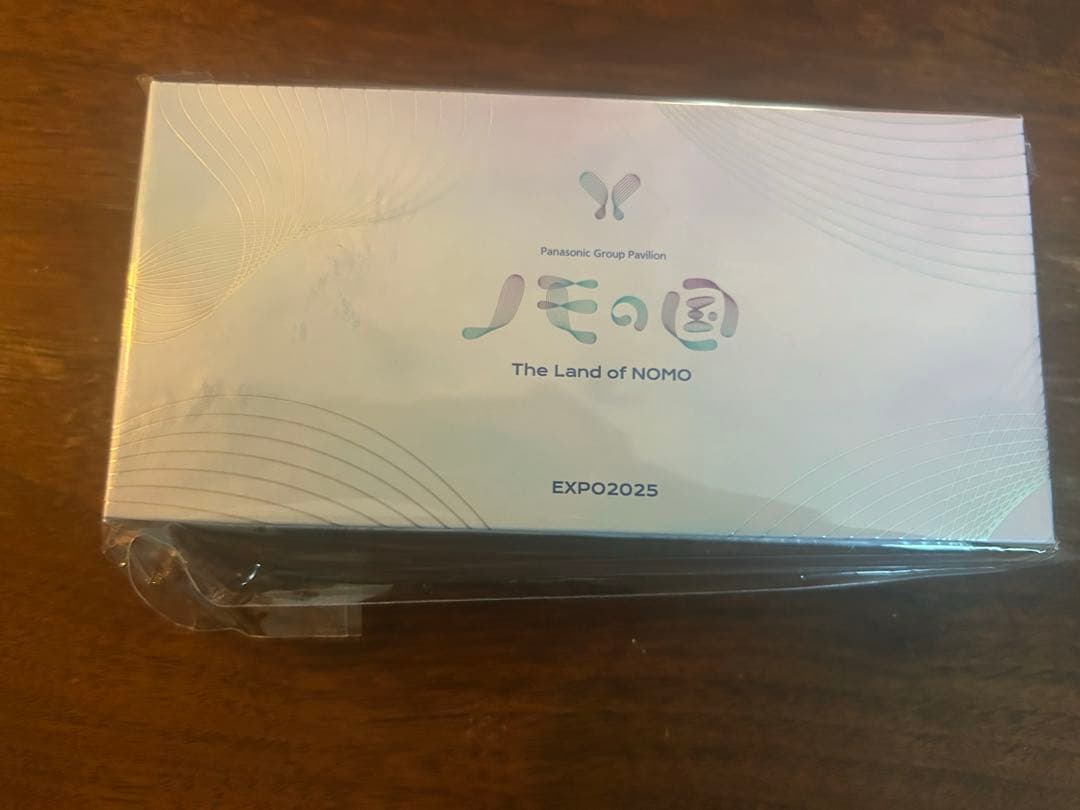 Panasonic Group Pavilion
ノモの国
The Land of NOMO
EXPO2025